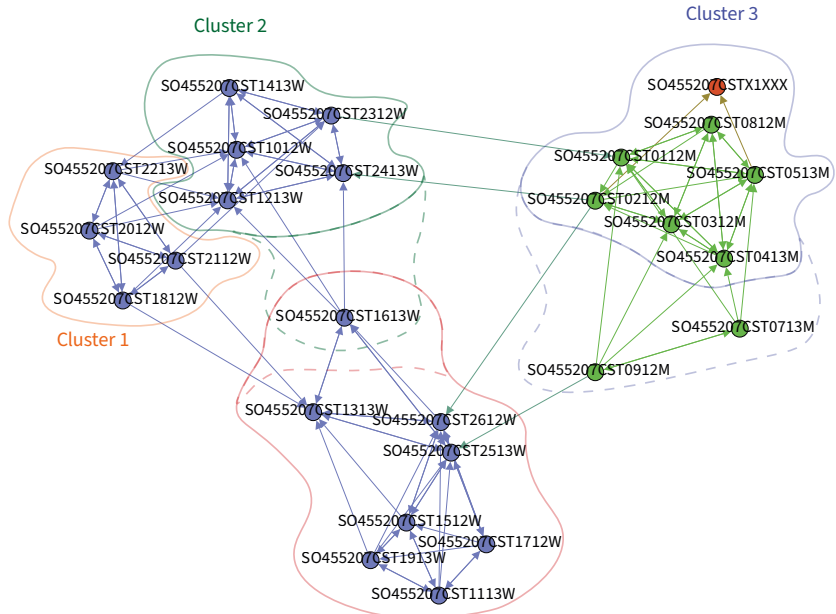 Cluster 3
Cluster 2
SO455207CST1413W
SO455207CSTX1XXX
SO455207CST2312W
SO455207CST0812M
SO455207CST1012W
SO455207CST0112M
SO455207CST2213W
SO455207CST2413W
SO455207CST0513M
SO455207CST1213W
SO455207CST0212M
SO455207CST0312M
SO455207CST2012W
SO455207CST2112W
SO455207CST0413M
SO455207CST1812W
SO455207CST1613W
SO455207CST0713M
Cluster 1
SO455207CST0912M
SO455207CST1313W
SO455207CST2612W
SO455207CST2513W
SO455207CST1512W
SO455207CST1712W
SO455207CST1913W
SO455207CST1113W